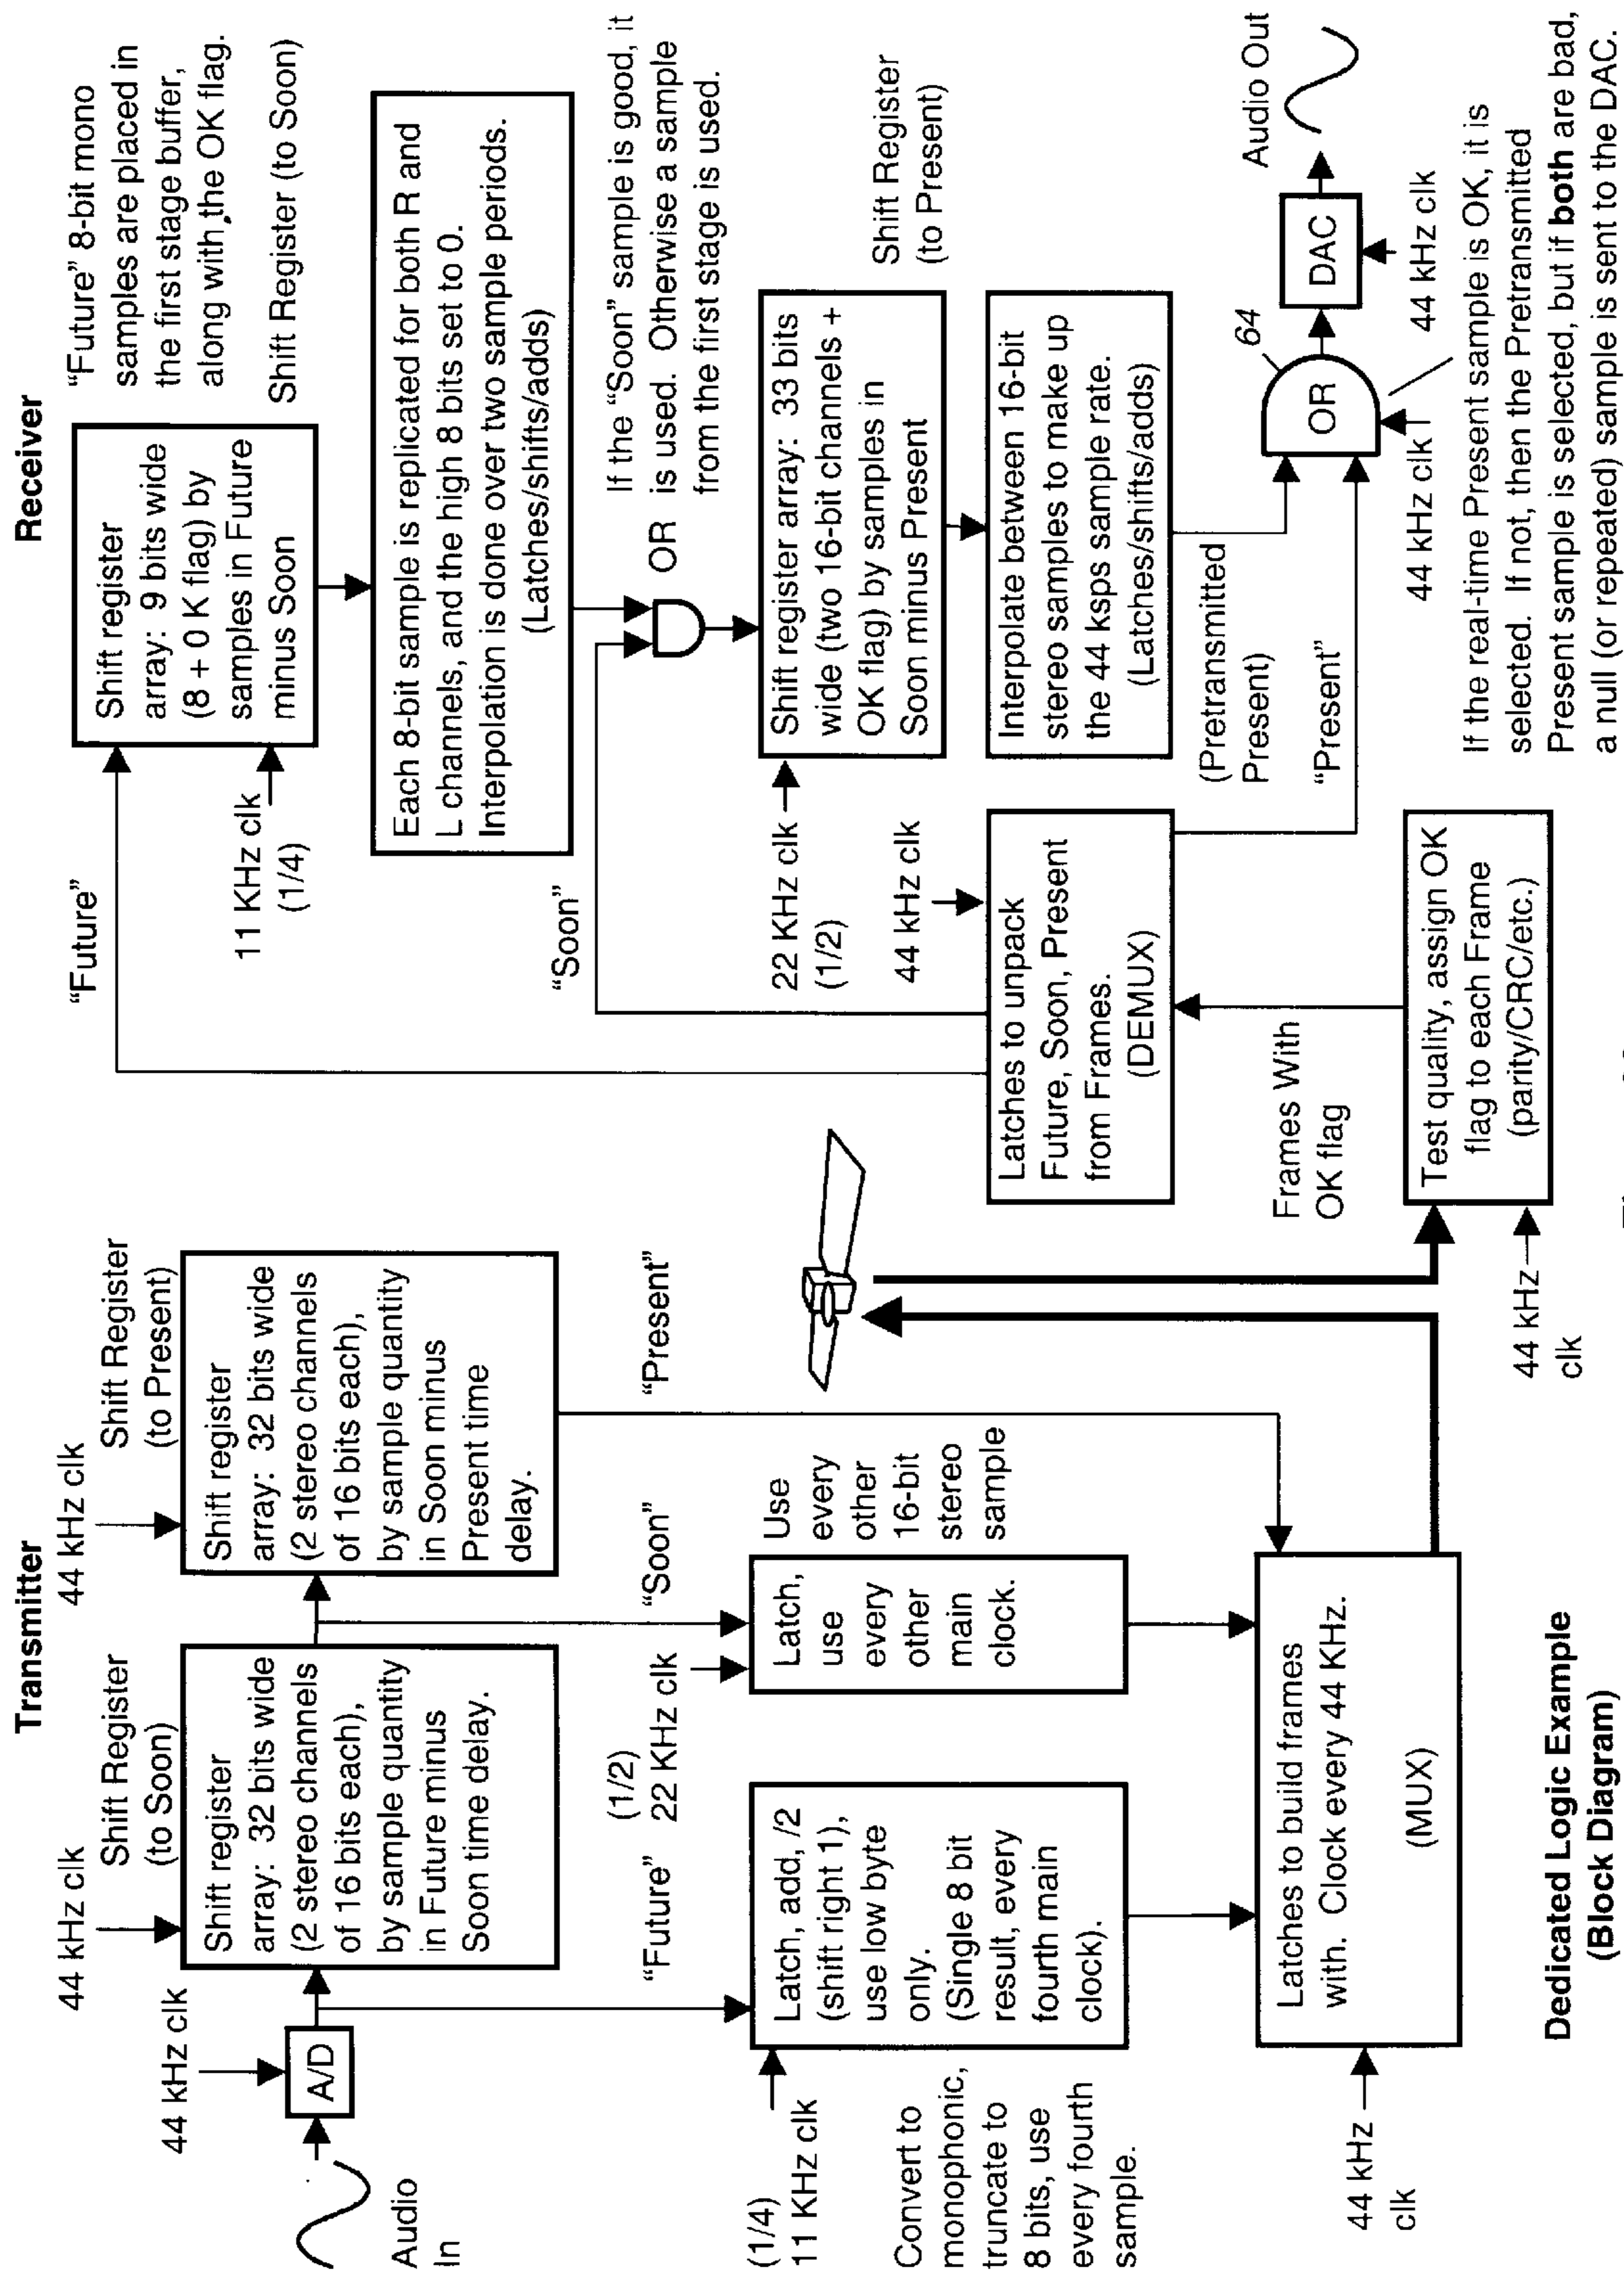 Transmitter
44 kHz clk
Shift Register
(to Soon)
44 kHz clk
Shift Register
(to Present)
44 kHz clk
A/D
Audio
In
Shift register
array: 32 bits wide
(2 stereo channels
of 16 bits each),
by sample quantity
in Future minus
Soon time delay.
Shift register
array: 32 bits wide
(2 stereo channels
of 16 bits each),
by sample quantity
in Soon minus
Present time
delay.
“Future”
(1/2)
22 KHz clk
“Soon”
“Present”
(1/4)
11 KHz clk
Latch, add, /2
(shift right 1),
use low byte
only.
(Single 8 bit
result, every
fourth main
clock).
Latch,
use
every
other
main
clock.
Use
every
other
16-bit
stereo
sample
Convert to
monophonic,
truncate to
8 bits, use
every fourth
sample.
Latches to build frames
with. Clock every 44 KHz.
(MUX)
44 kHz
clk
Dedicated Logic Example
(Block Diagram)
Receiver
“Future”
Shift register
array: 9 bits wide
(8 + 0 K flag) by
samples in Future
minus Soon
“Future” 8-bit mono
samples are placed in
the first stage buffer,
along with the OK flag.
Shift Register (to Soon)
11 KHz clk
(1/4)
Each 8-bit sample is replicated for both R and
L channels, and the high 8 bits set to 0.
Interpolation is done over two sample periods.
(Latches/shifts/adds)
“Soon”
OR
If the “Soon” sample is good, it
is used. Otherwise a sample
from the first stage is used.
22 KHz clk
(1/2)
Shift register array: 33 bits
wide (two 16-bit channels +
OK flag) by samples in
Soon minus Present
Shift Register
(to Present)
44 kHz clk
Latches to unpack
Future, Soon, Present
from Frames.
(DEMUX)
Interpolate between 16-bit
stereo samples to make up
the 44 ksps sample rate.
(Latches/shifts/adds)
(Pretransmitted
Present)
“Present”
64
OR
44 kHz clk
DAC
44 kHz clk
Audio Out
Frames With
OK flag
Test quality, assign OK
flag to each Frame
(parity/CRC/etc.)
44 kHz
clk
If the real-time Present sample is OK, it is
selected. If not, then the Pretransmitted
Present sample is selected, but if both are bad,
a null (or repeated) sample is sent to the DAC.